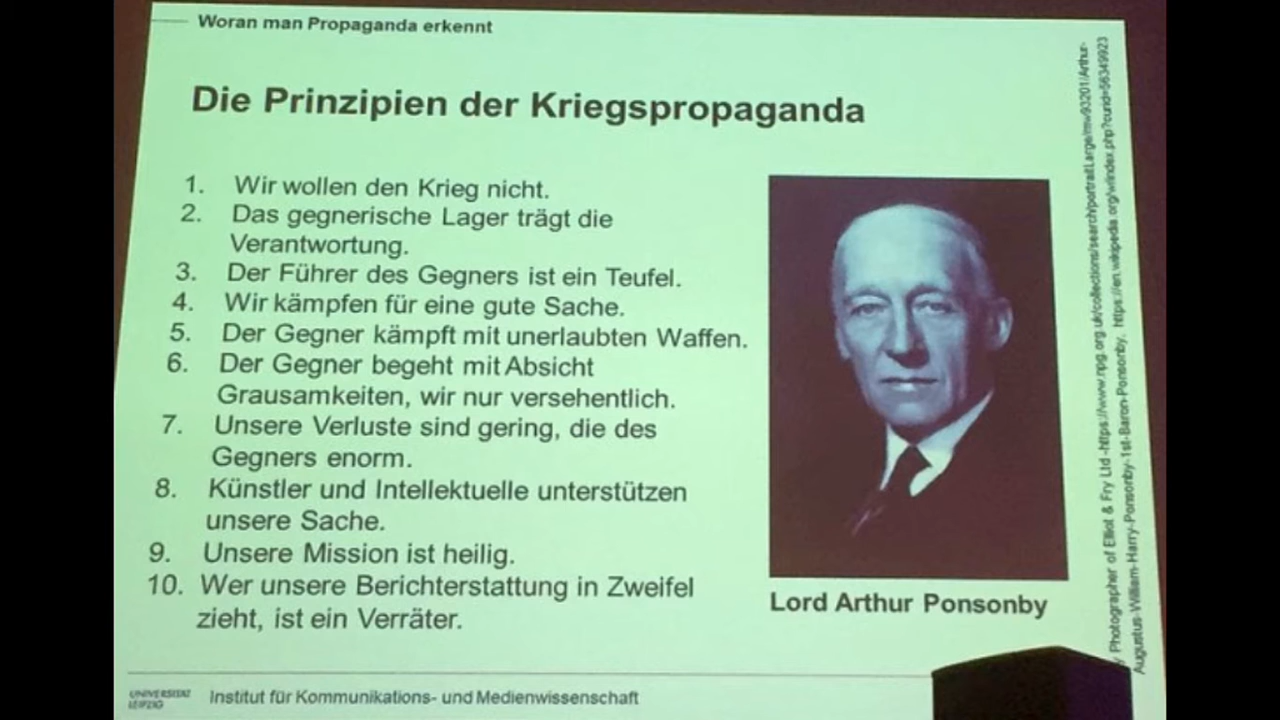 Woran man Propaganda erkennt
Die Prinzipien der Kriegspropaganda
1. Wir wollen den Krieg nicht.
2. Das gegnerische Lager trägt die
Verantwortung.
3. Der Führer des Gegners ist ein Teufel.
4. Wir kämpfen für eine gute Sache.
5. Der Gegner kämpft mit unerlaubten Waffen.
6. Der Gegner begeht mit Absicht
Grausamkeiten, wir nur versehentlich.
7. Unsere Verluste sind gering, die des
Gegners enorm.
8. Künstler und Intellektuelle unterstützen
unsere Sache.
9. Unsere Mission ist heilig.
10. Wer unsere Berichterstattung in Zweifel
zieht, ist ein Verräter.
Lord Arthur Ponsonby
Photographer of Elliot & Fry Ltd -https://www.npg.org.uk/collections/search/portraitLarge/mw93201/Arthur-
Augustus-William-Harry-Ponsonby-1st-Baron-Ponsonby, https://en.wikipedia.org/w/index.php?curid=56349923
UNIVERSITÄT
LEIPZIG
Institut für Kommunikations- und Medienwissenschaft